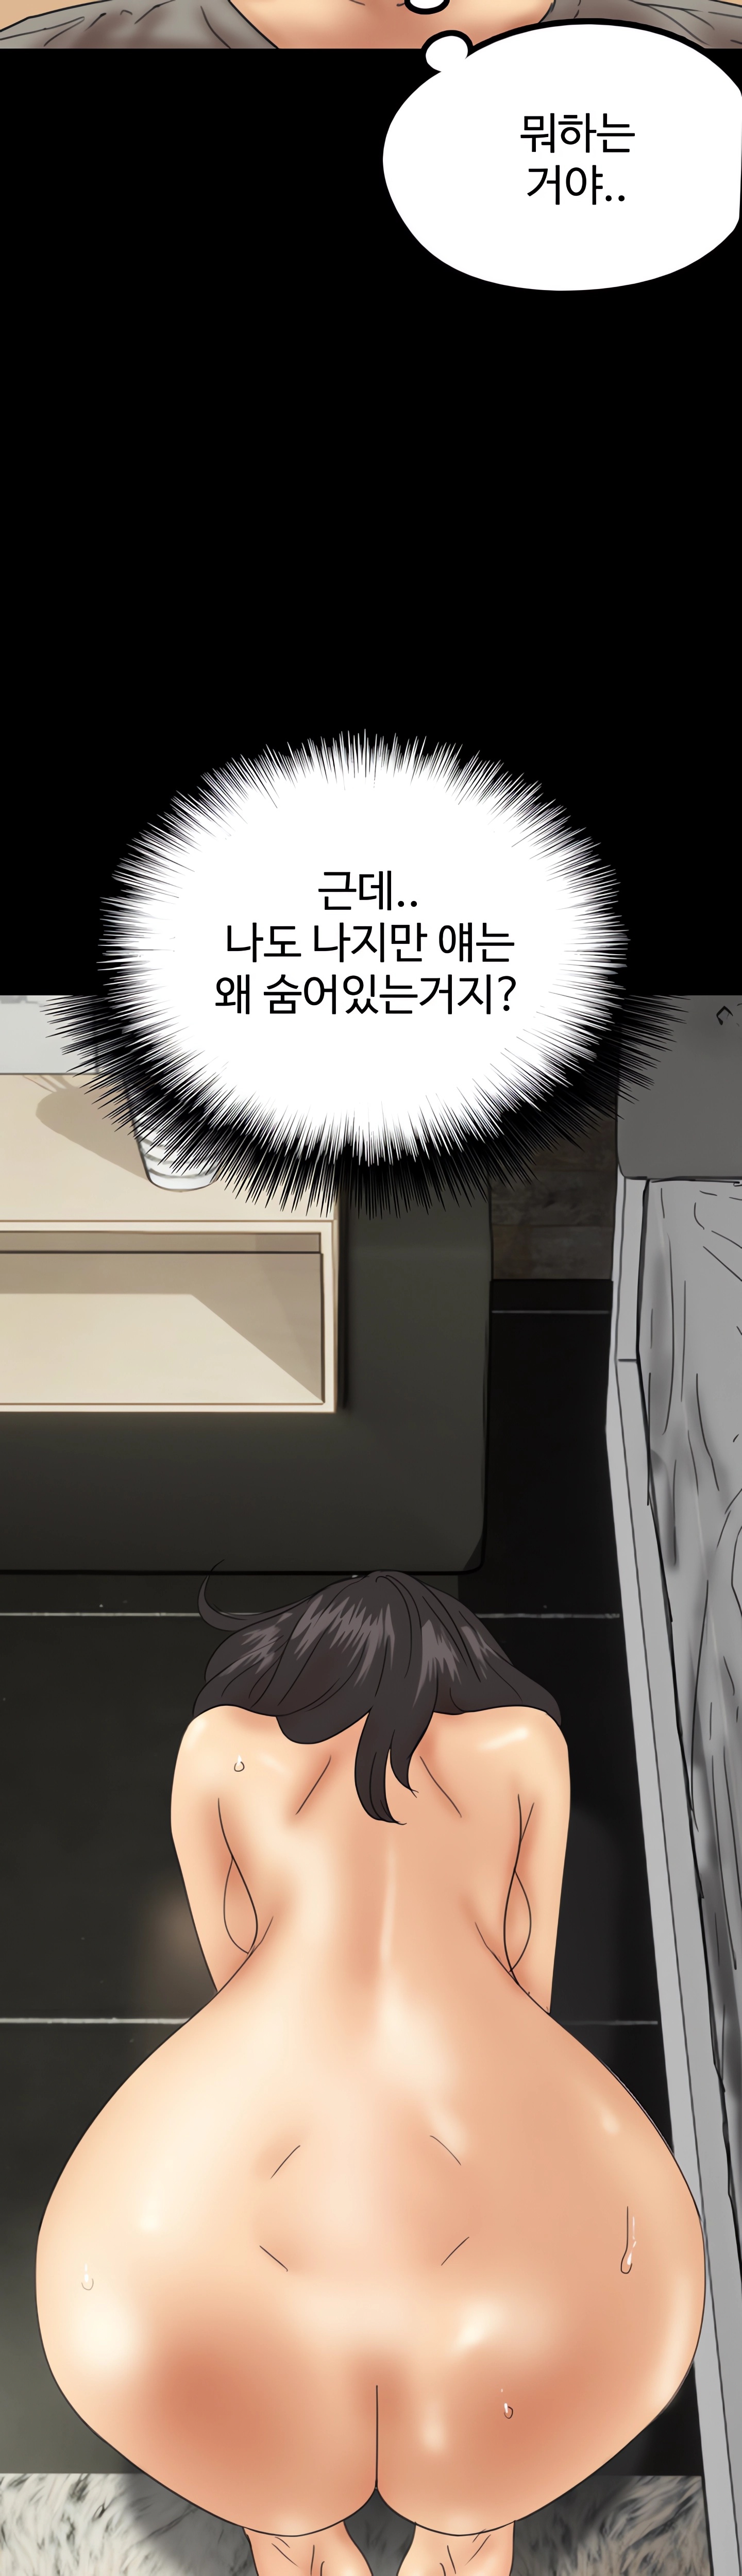 뭐하는
거야..
근데..
나도 나지만 얘는
왜 숨어있는거지?